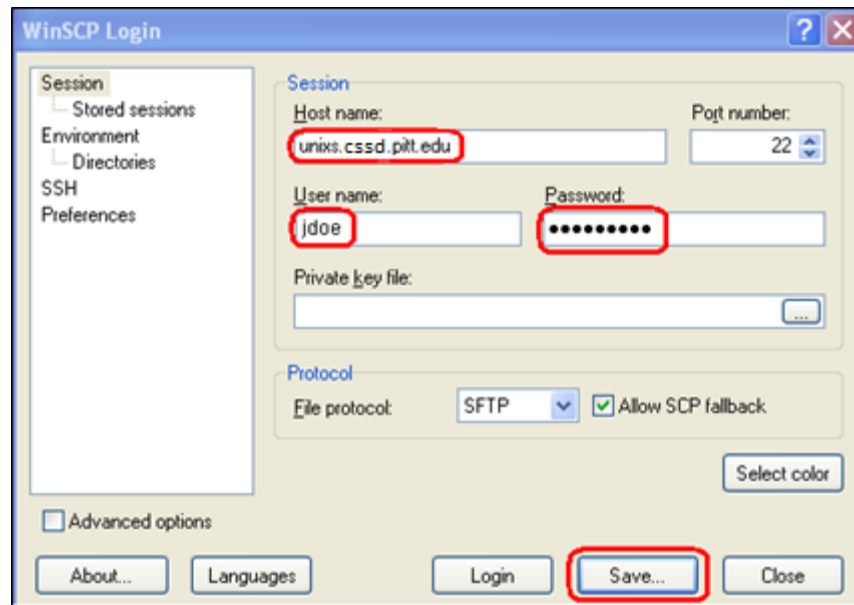 WinSCP Login
Session
Stored sessions
Environment
Directories
SSH
Preferences
Session
Host name:
Port number:
unixs.cssd.pitt.edu
22
User name:
Password:
jdoe
•••••••••
Private key file:
...
Protocol
File protocol:
SFTP
Allow SCP fallback
Select color
Advanced options
About...
Languages
Login
Save...
Close